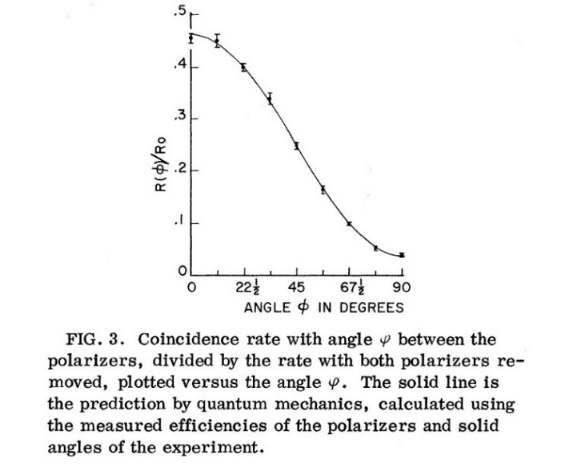 .5
.4
.3
.2
.1
0
R(ϕ)/Ro
0 22½ 45 67½ 90
ANGLE ϕ IN DEGREES
FIG. 3. Coincidence rate with angle φ between the
polarizers, divided by the rate with both polarizers re-
moved, plotted versus the angle φ. The solid line is
the prediction by quantum mechanics, calculated using
the measured efficiencies of the polarizers and solid
angles of the experiment.